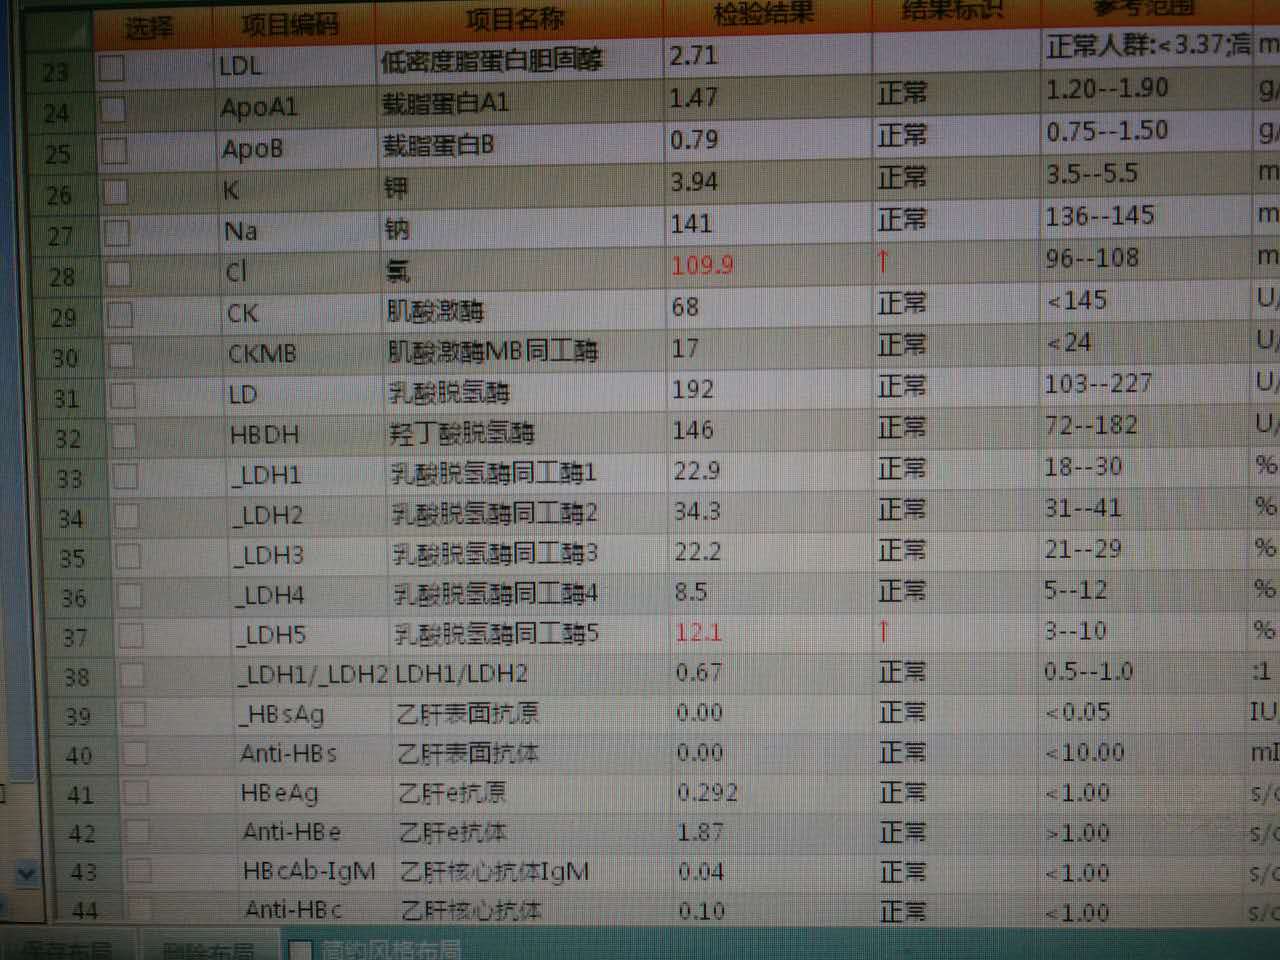 选择 项目编码 项目名称 检验结果 结果标识 参考范围
23 LDL 低密度脂蛋白胆固醇 2.71 正常人群:<3.37;高 m
24 ApoA1 载脂蛋白A1 1.47 正常 1.20--1.90 g/
25 ApoB 载脂蛋白B 0.79 正常 0.75--1.50 g/
26 K 钾 3.94 正常 3.5--5.5 m
27 Na 钠 141 正常 136--145 m
28 Cl 氯 109.9 ↑ 96--108 m
29 CK 肌酸激酶 68 正常 <145 U/
30 CKMB 肌酸激酶MB同工酶 17 正常 <24 U/
31 LD 乳酸脱氢酶 192 正常 103--227 U/
32 HBDH 羟丁酸脱氢酶 146 正常 72--182 U/
33 _LDH1 乳酸脱氢酶同工酶1 22.9 正常 18--30 %
34 _LDH2 乳酸脱氢酶同工酶2 34.3 正常 31--41 %
35 _LDH3 乳酸脱氢酶同工酶3 22.2 正常 21--29 %
36 _LDH4 乳酸脱氢酶同工酶4 8.5 正常 5--12 %
37 _LDH5 乳酸脱氢酶同工酶5 12.1 ↑ 3--10 %
38 _LDH1/_LDH2 LDH1/LDH2 0.67 正常 0.5--1.0 :1
39 _HBsAg 乙肝表面抗原 0.00 正常 <0.05 IU
40 Anti-HBs 乙肝表面抗体 0.00 正常 <10.00 mI
41 HBeAg 乙肝e抗原 0.292 正常 <1.00 s/c
42 Anti-HBe 乙肝e抗体 1.87 正常 >1.00 s/c
43 HBcAb-IgM 乙肝核心抗体IgM 0.04 正常 <1.00 s/c
44 Anti-HBc 乙肝核心抗体 0.10 正常 <1.00 s/c
保存布局 删除布局 简约风格布局